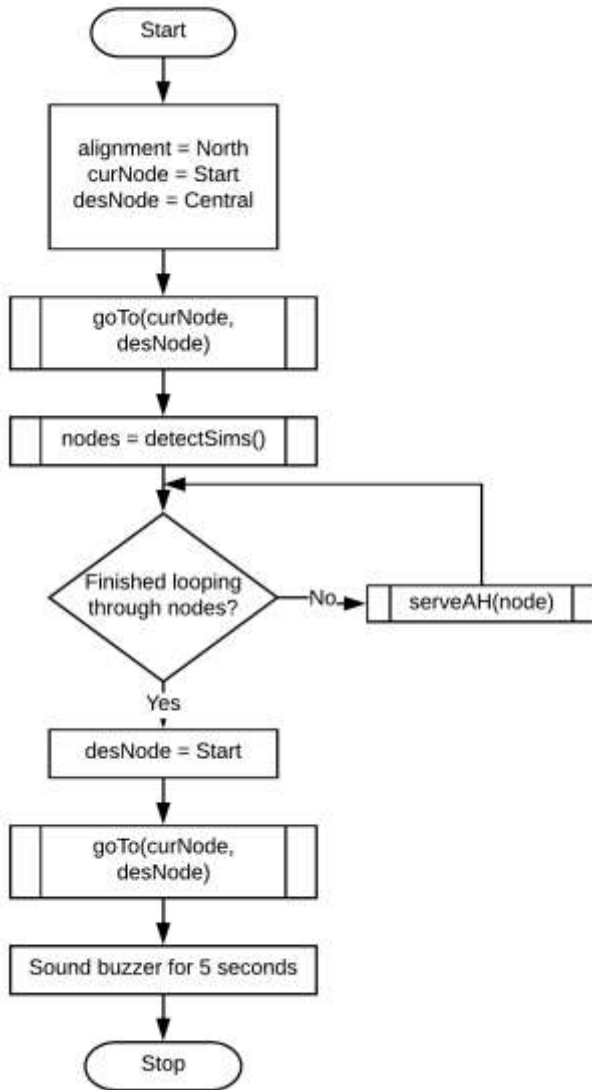 Start
alignment = North
curNode = Start
desNode = Central
goTo(curNode,
desNode)
nodes = detectSims()
Finished looping
through nodes?
No
serveAH(node)
Yes
desNode = Start
goTo(curNode,
desNode)
Sound buzzer for 5 seconds
Stop